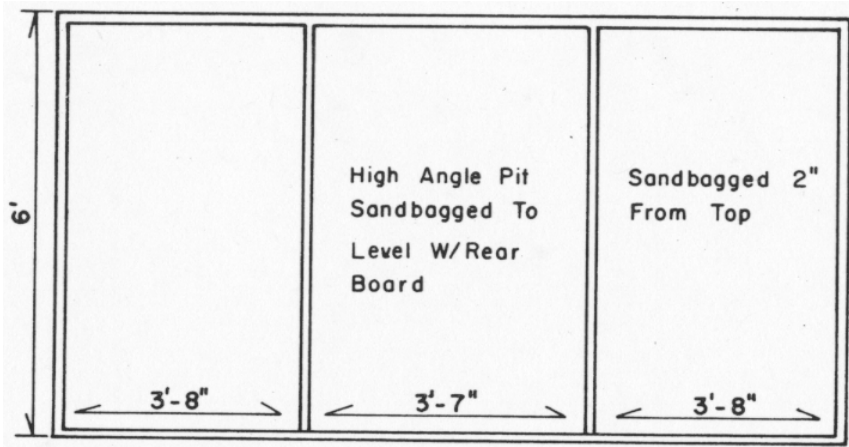 6'
High Angle Pit
Sandbagged To
Level W/Rear
Board
Sandbagged 2"
From Top
3'-8"
3'-7"
3'-8"